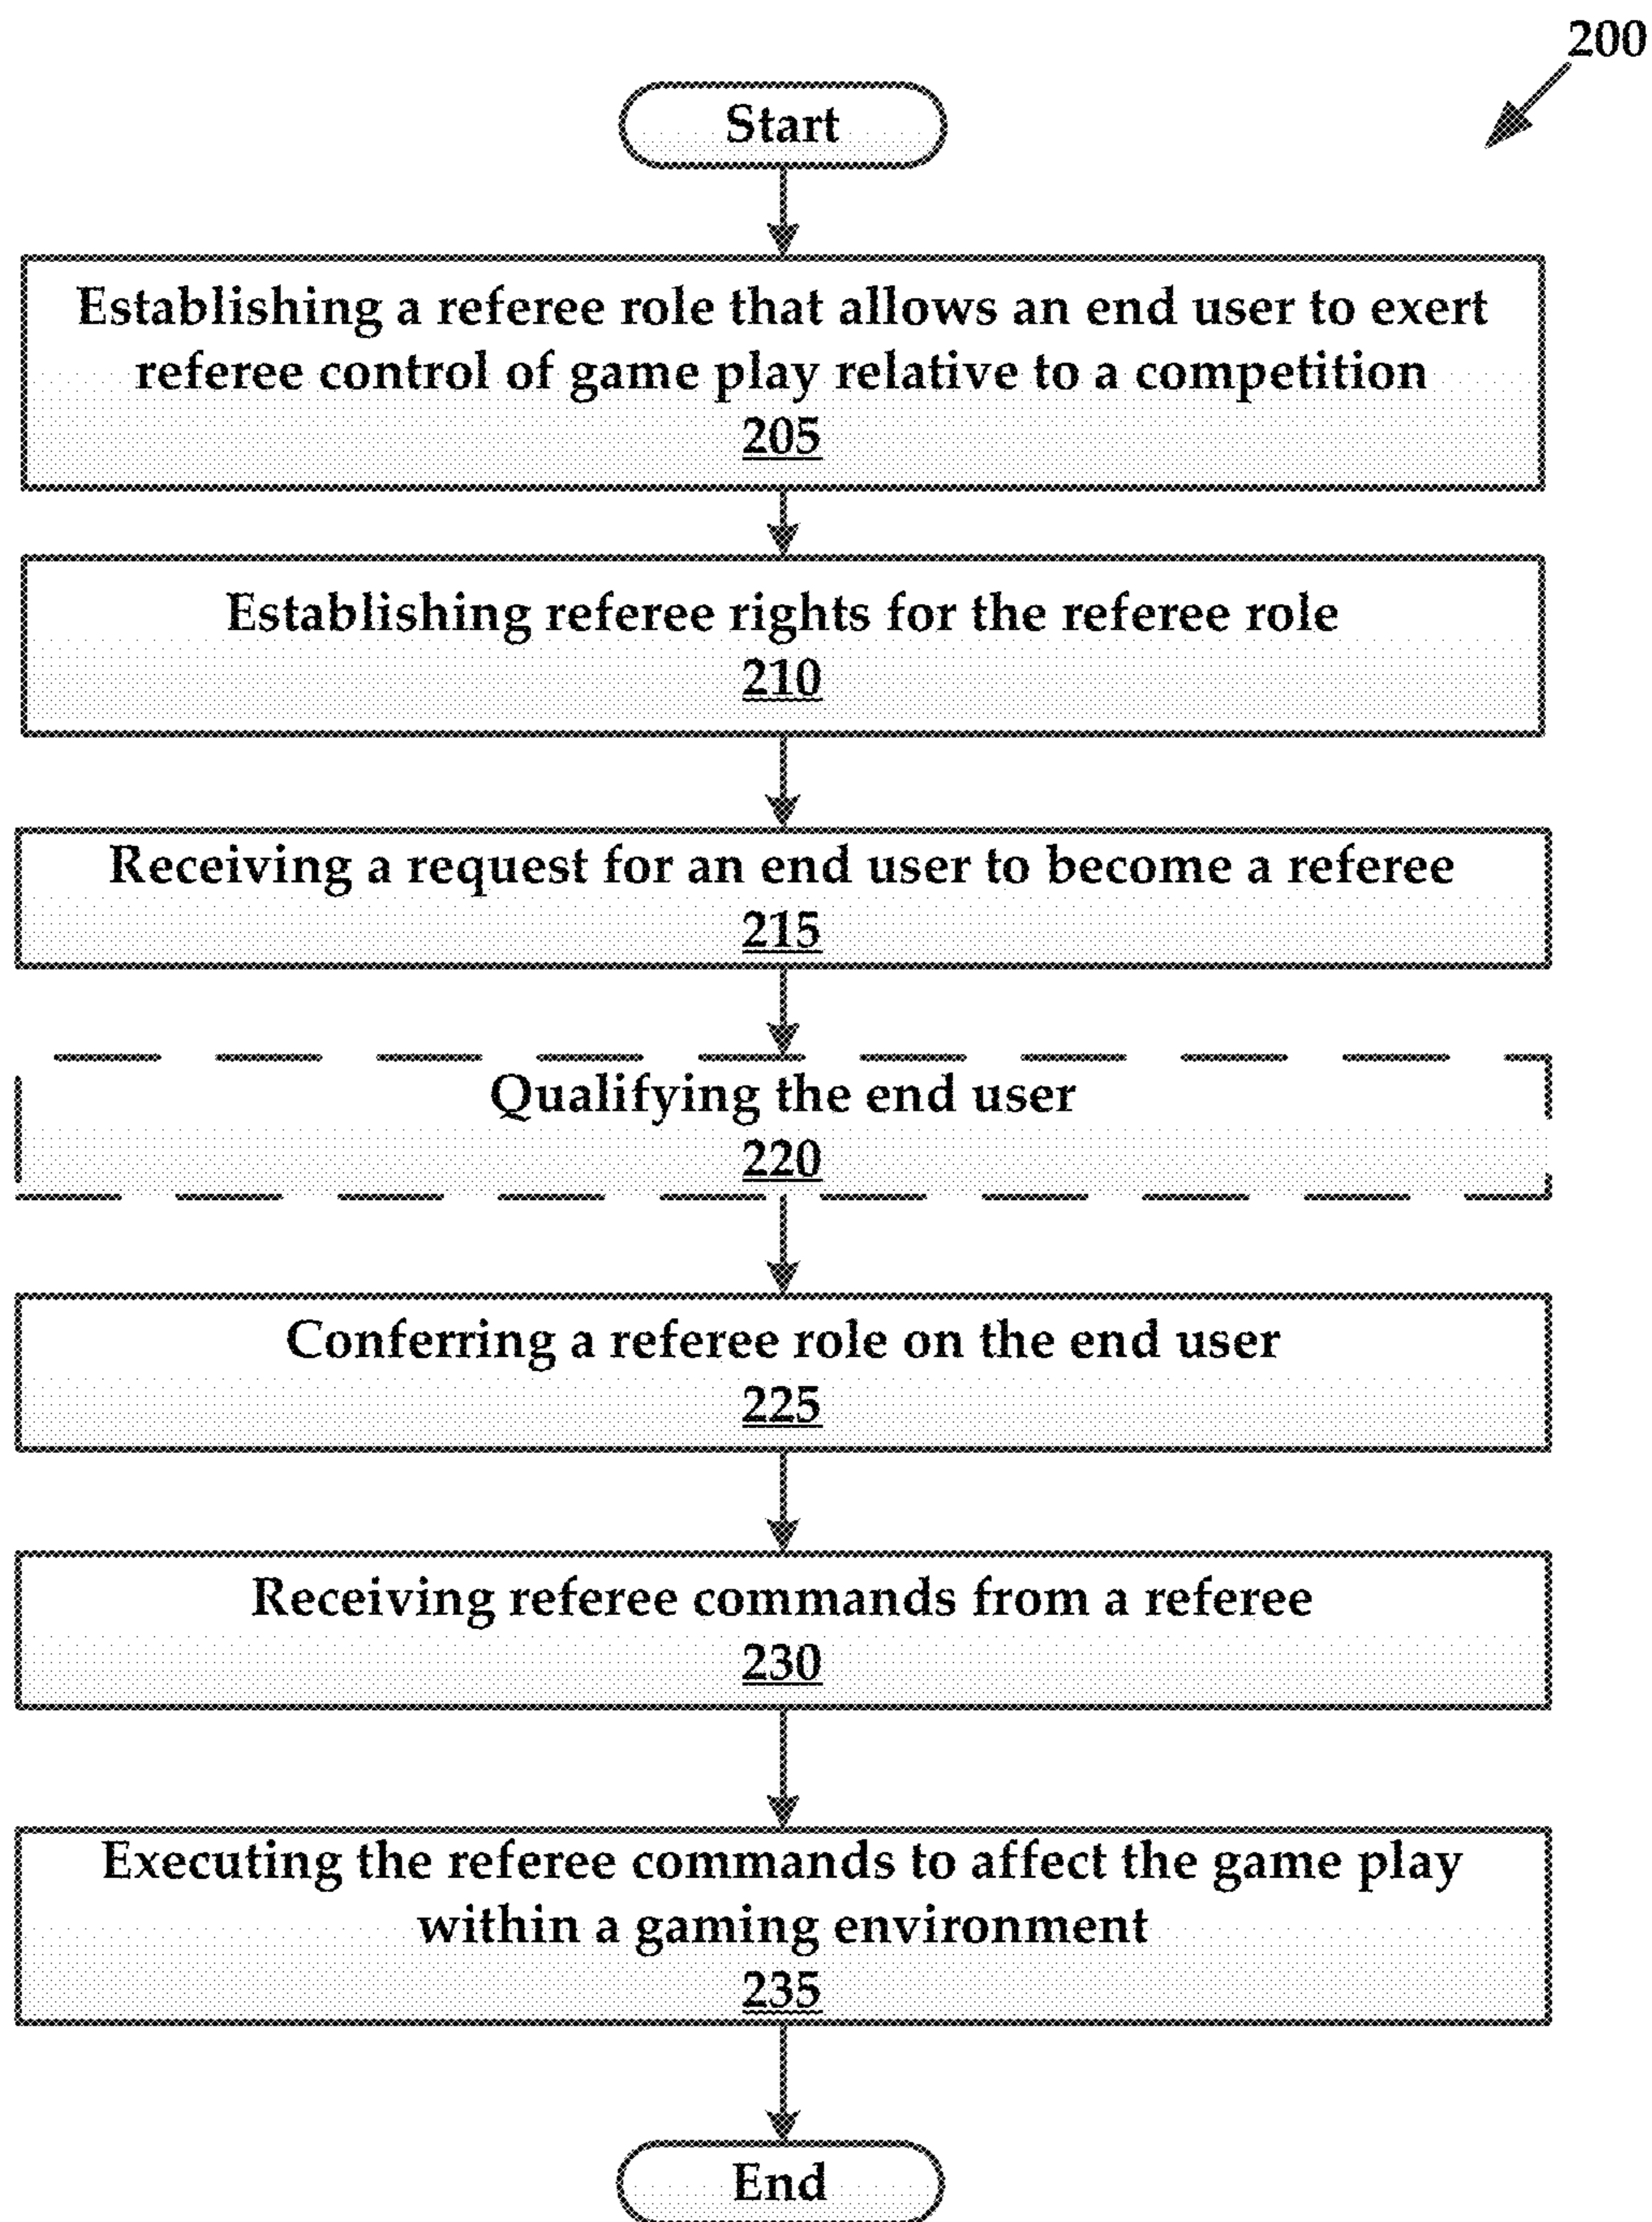 200
Start
Establishing a referee role that allows an end user to exert
referee control of game play relative to a competition
205
Establishing referee rights for the referee role
210
Receiving a request for an end user to become a referee
215
Qualifying the end user
220
Conferring a referee role on the end user
225
Receiving referee commands from a referee
230
Executing the referee commands to affect the game play
within a gaming environment
235
End